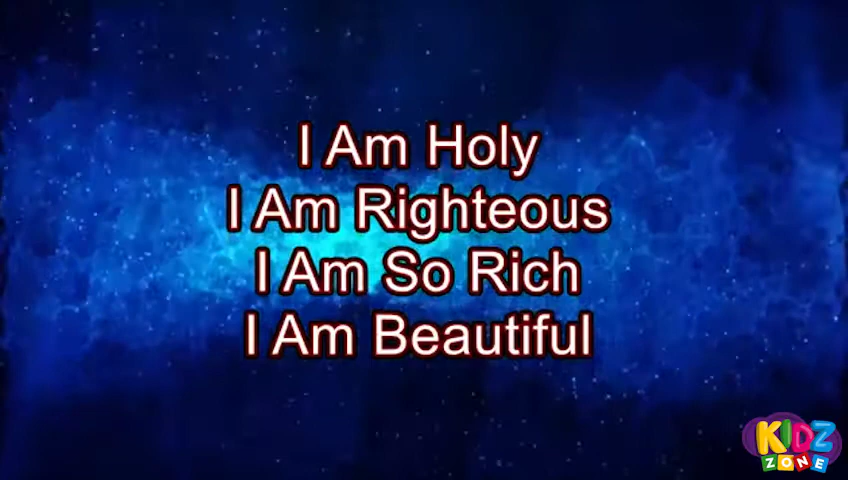 I Am Holy
I Am Righteous
I Am So Rich
I Am Beautiful
KIDZ
ZONE